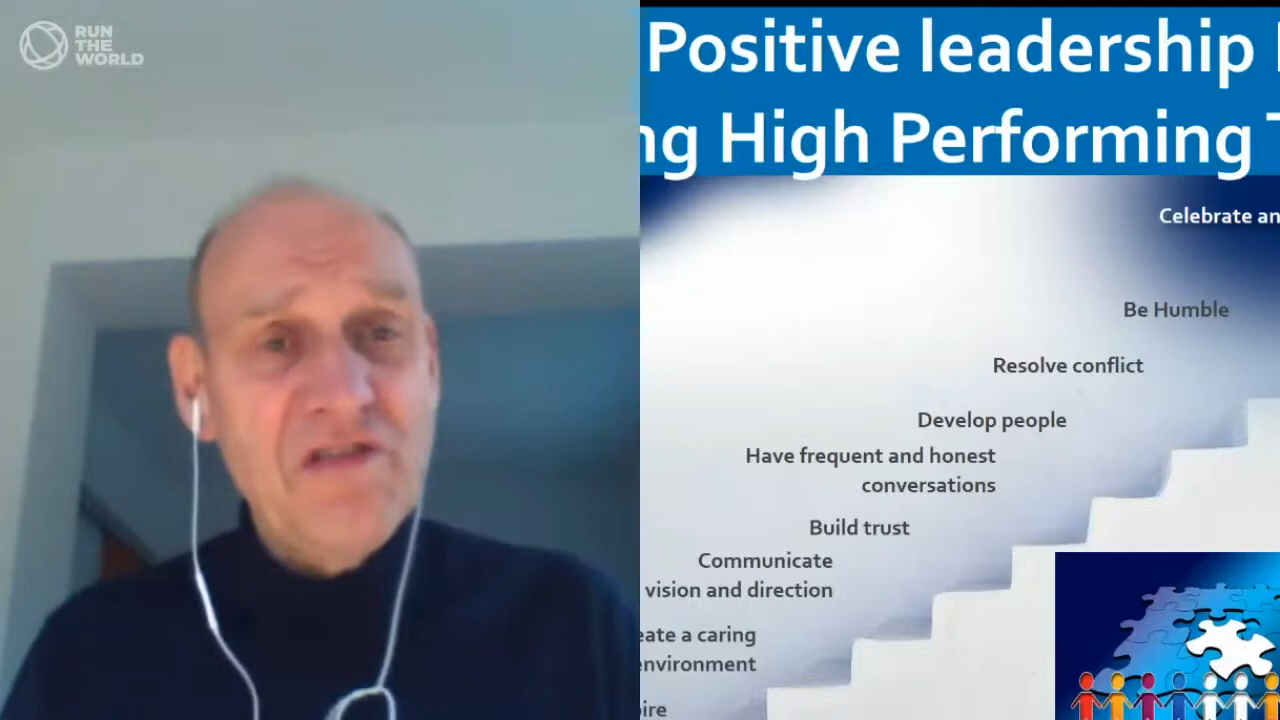 RUN
THE
WORLD
Positive leadership
ng High Performing
Celebrate an
Be Humble
Resolve conflict
Develop people
Have frequent and honest
conversations
Build trust
Communicate
vision and direction
eate a caring
environment
ire